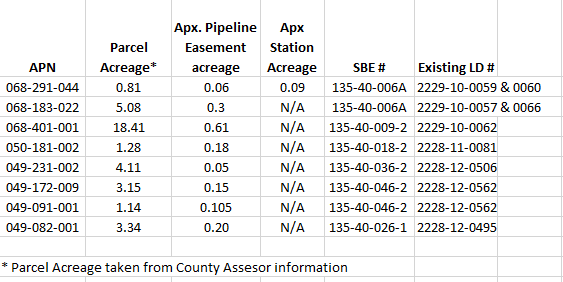 Apx. Pipeline Apx
Parcel Easement Station
APN Acreage* acreage Acreage SBE # Existing LD #
068-291-044 0.81 0.06 0.09 135-40-006A 2229-10-0059 & 0060
068-183-022 5.08 0.3 N/A 135-40-006A 2229-10-0057 & 0066
068-401-001 18.41 0.61 N/A 135-40-009-2 2229-10-0062
050-181-002 1.28 0.18 N/A 135-40-018-2 2228-11-0081
049-231-002 4.11 0.05 N/A 135-40-036-2 2228-12-0506
049-172-009 3.15 0.15 N/A 135-40-046-2 2228-12-0562
049-091-001 1.14 0.105 N/A 135-40-046-2 2228-12-0562
049-082-001 3.34 0.20 N/A 135-40-026-1 2228-12-0495
* Parcel Acreage taken from County Assesor information